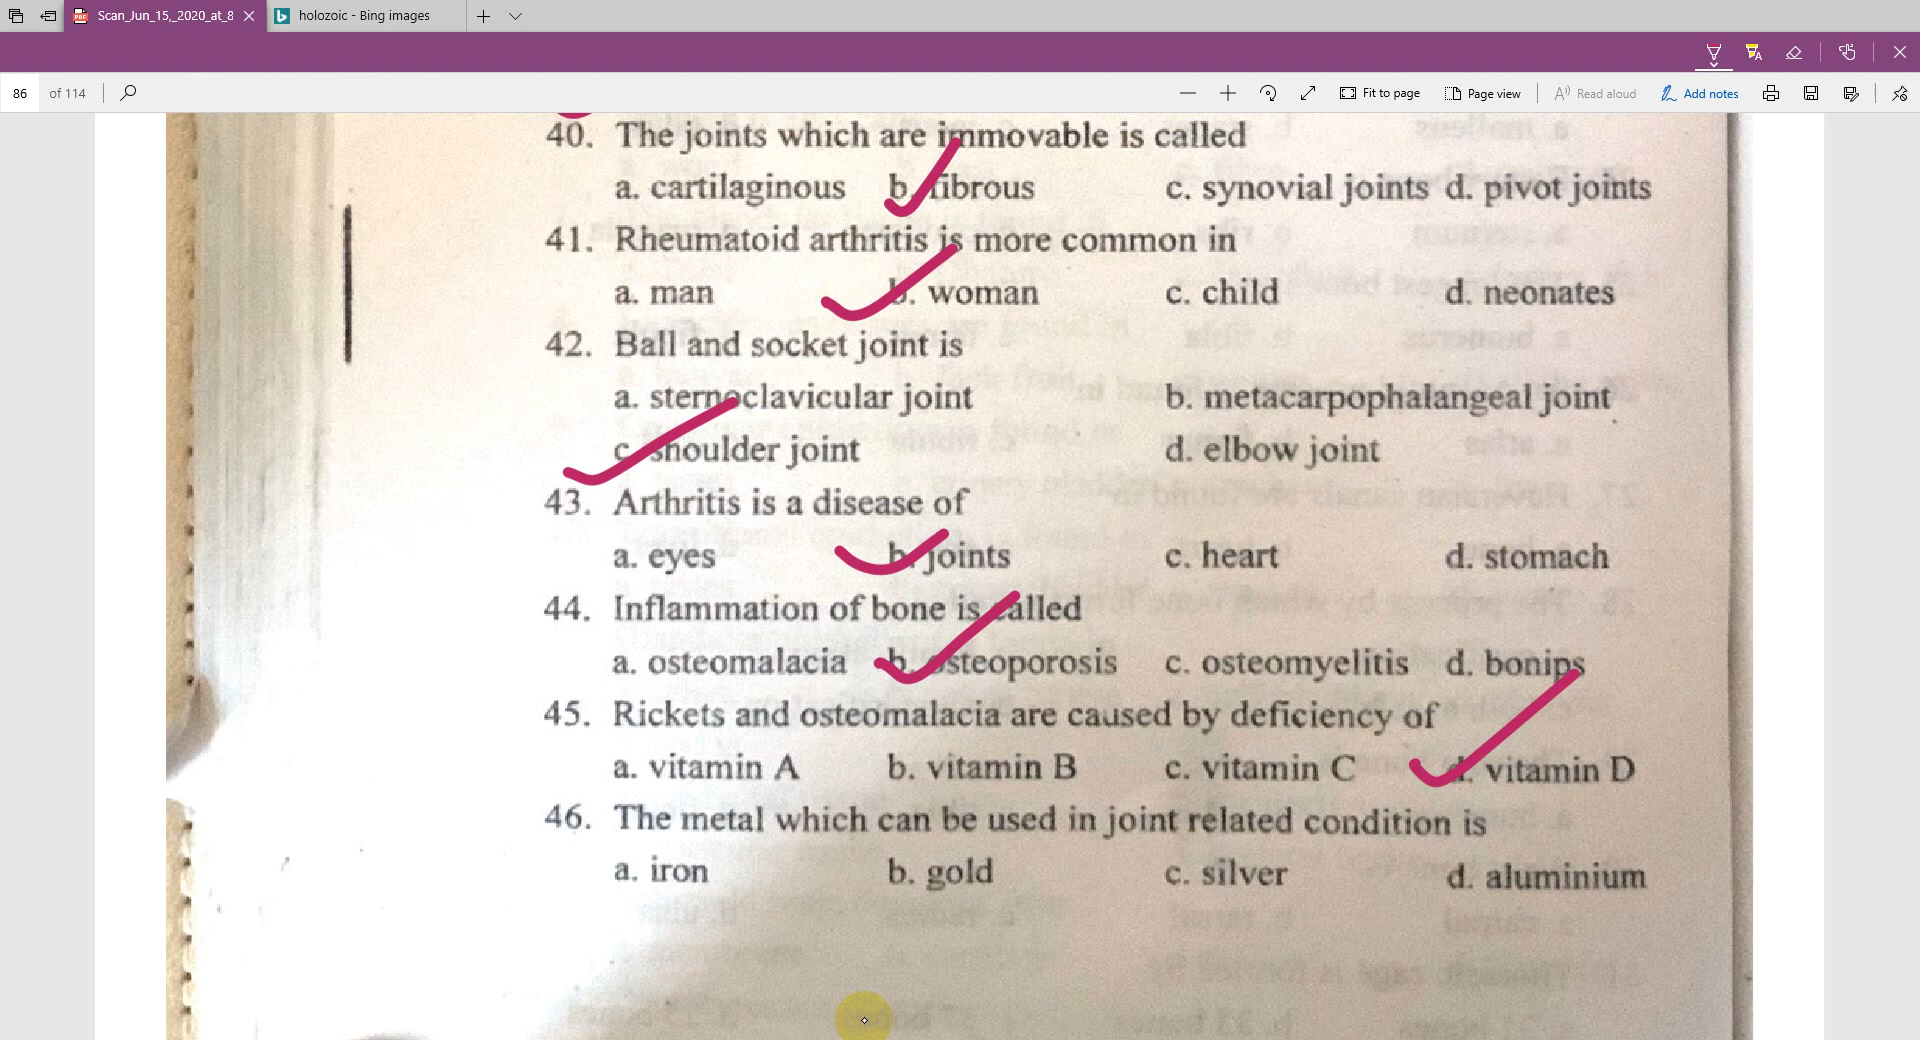 Scan_Jun_15,_2020_at_8
holozoic - Bing images
86 of 114
Fit to page
Page view
Read aloud
Add notes
40. The joints which are immovable is called
a. cartilaginous b. fibrous c. synovial joints d. pivot joints
41. Rheumatoid arthritis is more common in
a. man b. woman c. child d. neonates
42. Ball and socket joint is
a. sternoclavicular joint b. metacarpophalangeal joint
c. shoulder joint d. elbow joint
43. Arthritis is a disease of
a. eyes b. joints c. heart d. stomach
44. Inflammation of bone is called
a. osteomalacia b. osteoporosis c. osteomyelitis d. bonips
45. Rickets and osteomalacia are caused by deficiency of
a. vitamin A b. vitamin B c. vitamin C d. vitamin D
46. The metal which can be used in joint related condition is
a. iron b. gold c. silver d. aluminium